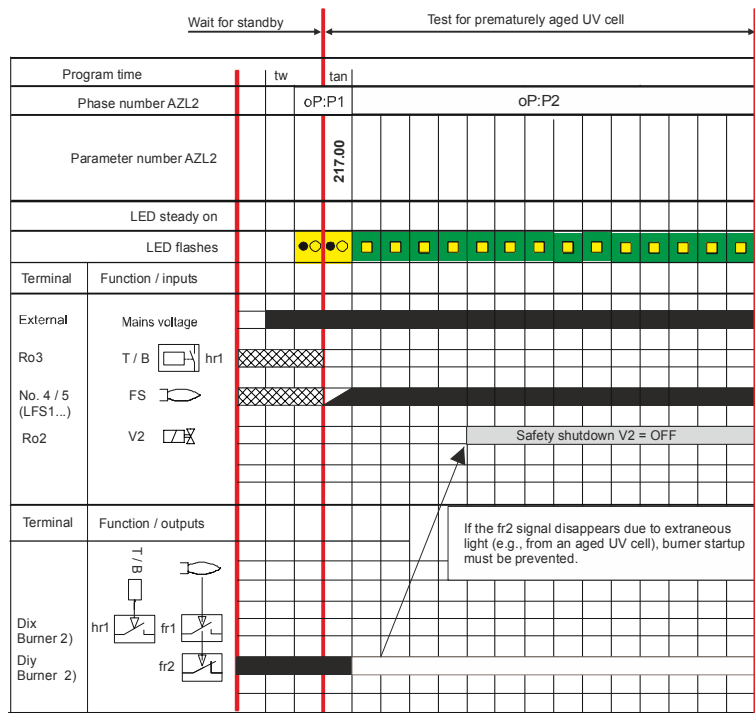 Wait for standby
Test for prematurely aged UV cell
Program time
tw
tan
Phase number AZL2
oP:P1
oP:P2
Parameter number AZL2
217.00
LED steady on
LED flashes
Terminal
Function / inputs
External
Mains voltage
Ro3
T / B
hr1
No. 4 / 5
(LFS1...)
FS
Ro2
V2
Safety shutdown V2 = OFF
Terminal
Function / outputs
If the fr2 signal disappears due to extraneous
light (e.g., from an aged UV cell), burner startup
must be prevented.
T / B
Dix
Burner 2)
hr1
fr1
Diy
Burner 2)
fr2